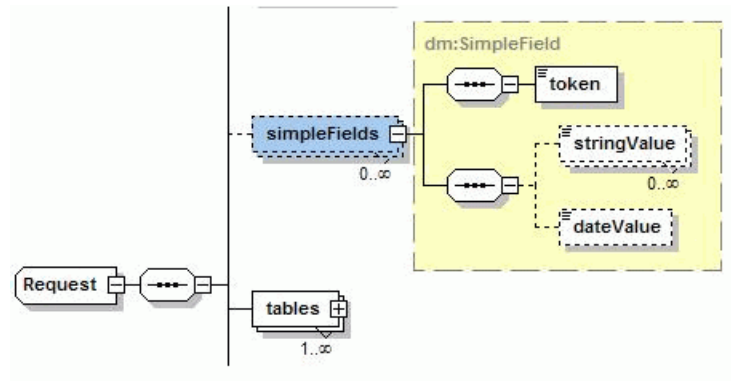 dm:SimpleField
token
simpleFields
0..∞
stringValue
0..∞
dateValue
Request
tables
1..∞